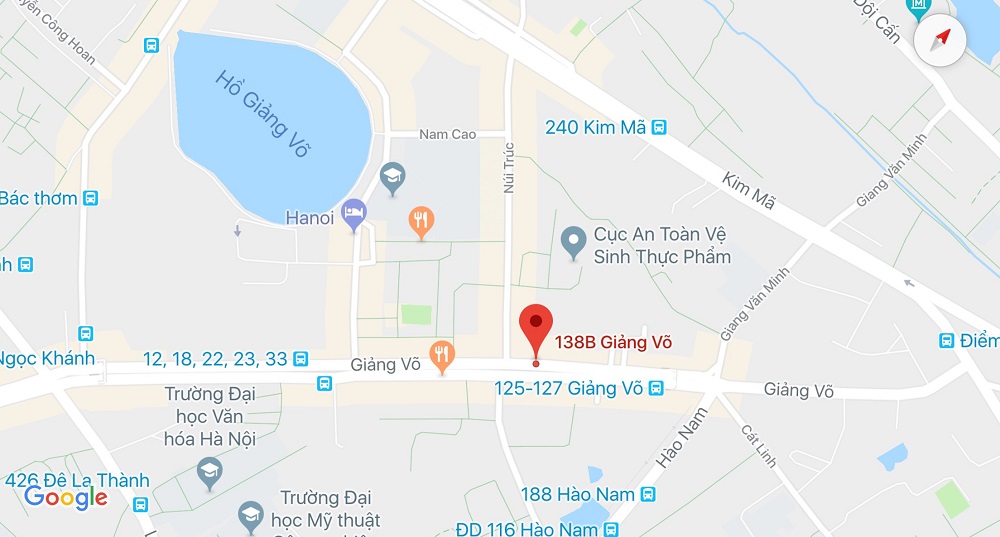 yễn Công Hoan
Đội Cấn
Hồ Giảng Võ
Nam Cao
240 Kim Mã
Núi Trúc
Kim Mã
Giang Văn Minh
Bác thơm
Hanoi
Cục An Toàn Vệ
Sinh Thực Phẩm
Giang Văn Minh
nh
138B Giảng Võ
Điểm
Ngọc Khánh
12, 18, 22, 23, 33
Giảng Võ
125-127 Giảng Võ
Giảng Võ
Trường Đại
học Văn
hóa Hà Nội
Hào Nam
Cát Linh
426 Đê La Thành
Google
188 Hào Nam
Trường Đại
học Mỹ thuật
ĐD 116 Hào Nam